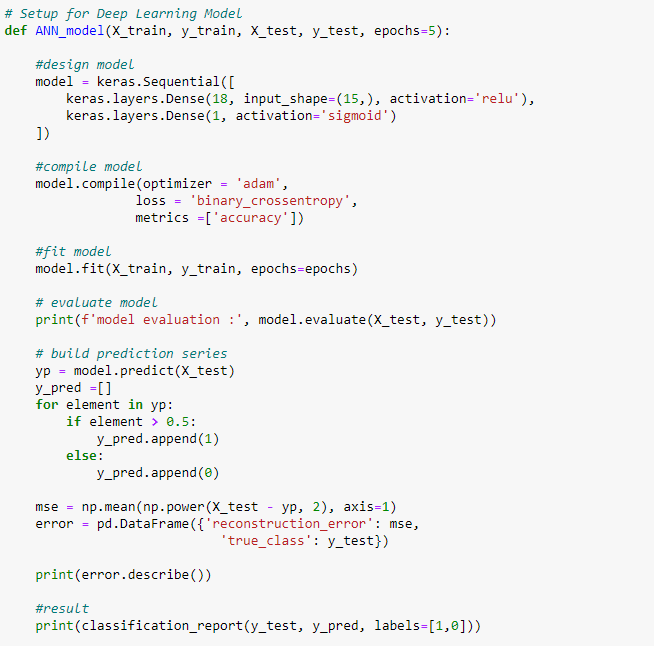 # Setup for Deep Learning Model
def ANN_model(X_train, y_train, X_test, y_test, epochs=5):

    #design model
    model = keras.Sequential([
        keras.layers.Dense(18, input_shape=(15,), activation='relu'),
        keras.layers.Dense(1, activation='sigmoid')
    ])

    #compile model
    model.compile(optimizer = 'adam',
                 loss = 'binary_crossentropy',
                 metrics =['accuracy'])

    #fit model
    model.fit(X_train, y_train, epochs=epochs)

    # evaluate model
    print(f'model evaluation :', model.evaluate(X_test, y_test))

    # build prediction series
    yp = model.predict(X_test)
    y_pred =[]
    for element in yp:
        if element > 0.5:
            y_pred.append(1)
        else:
            y_pred.append(0)

    mse = np.mean(np.power(X_test - yp, 2), axis=1)
    error = pd.DataFrame({'reconstruction_error': mse,
                            'true_class': y_test})

    print(error.describe())

    #result
    print(classification_report(y_test, y_pred, labels=[1,0]))